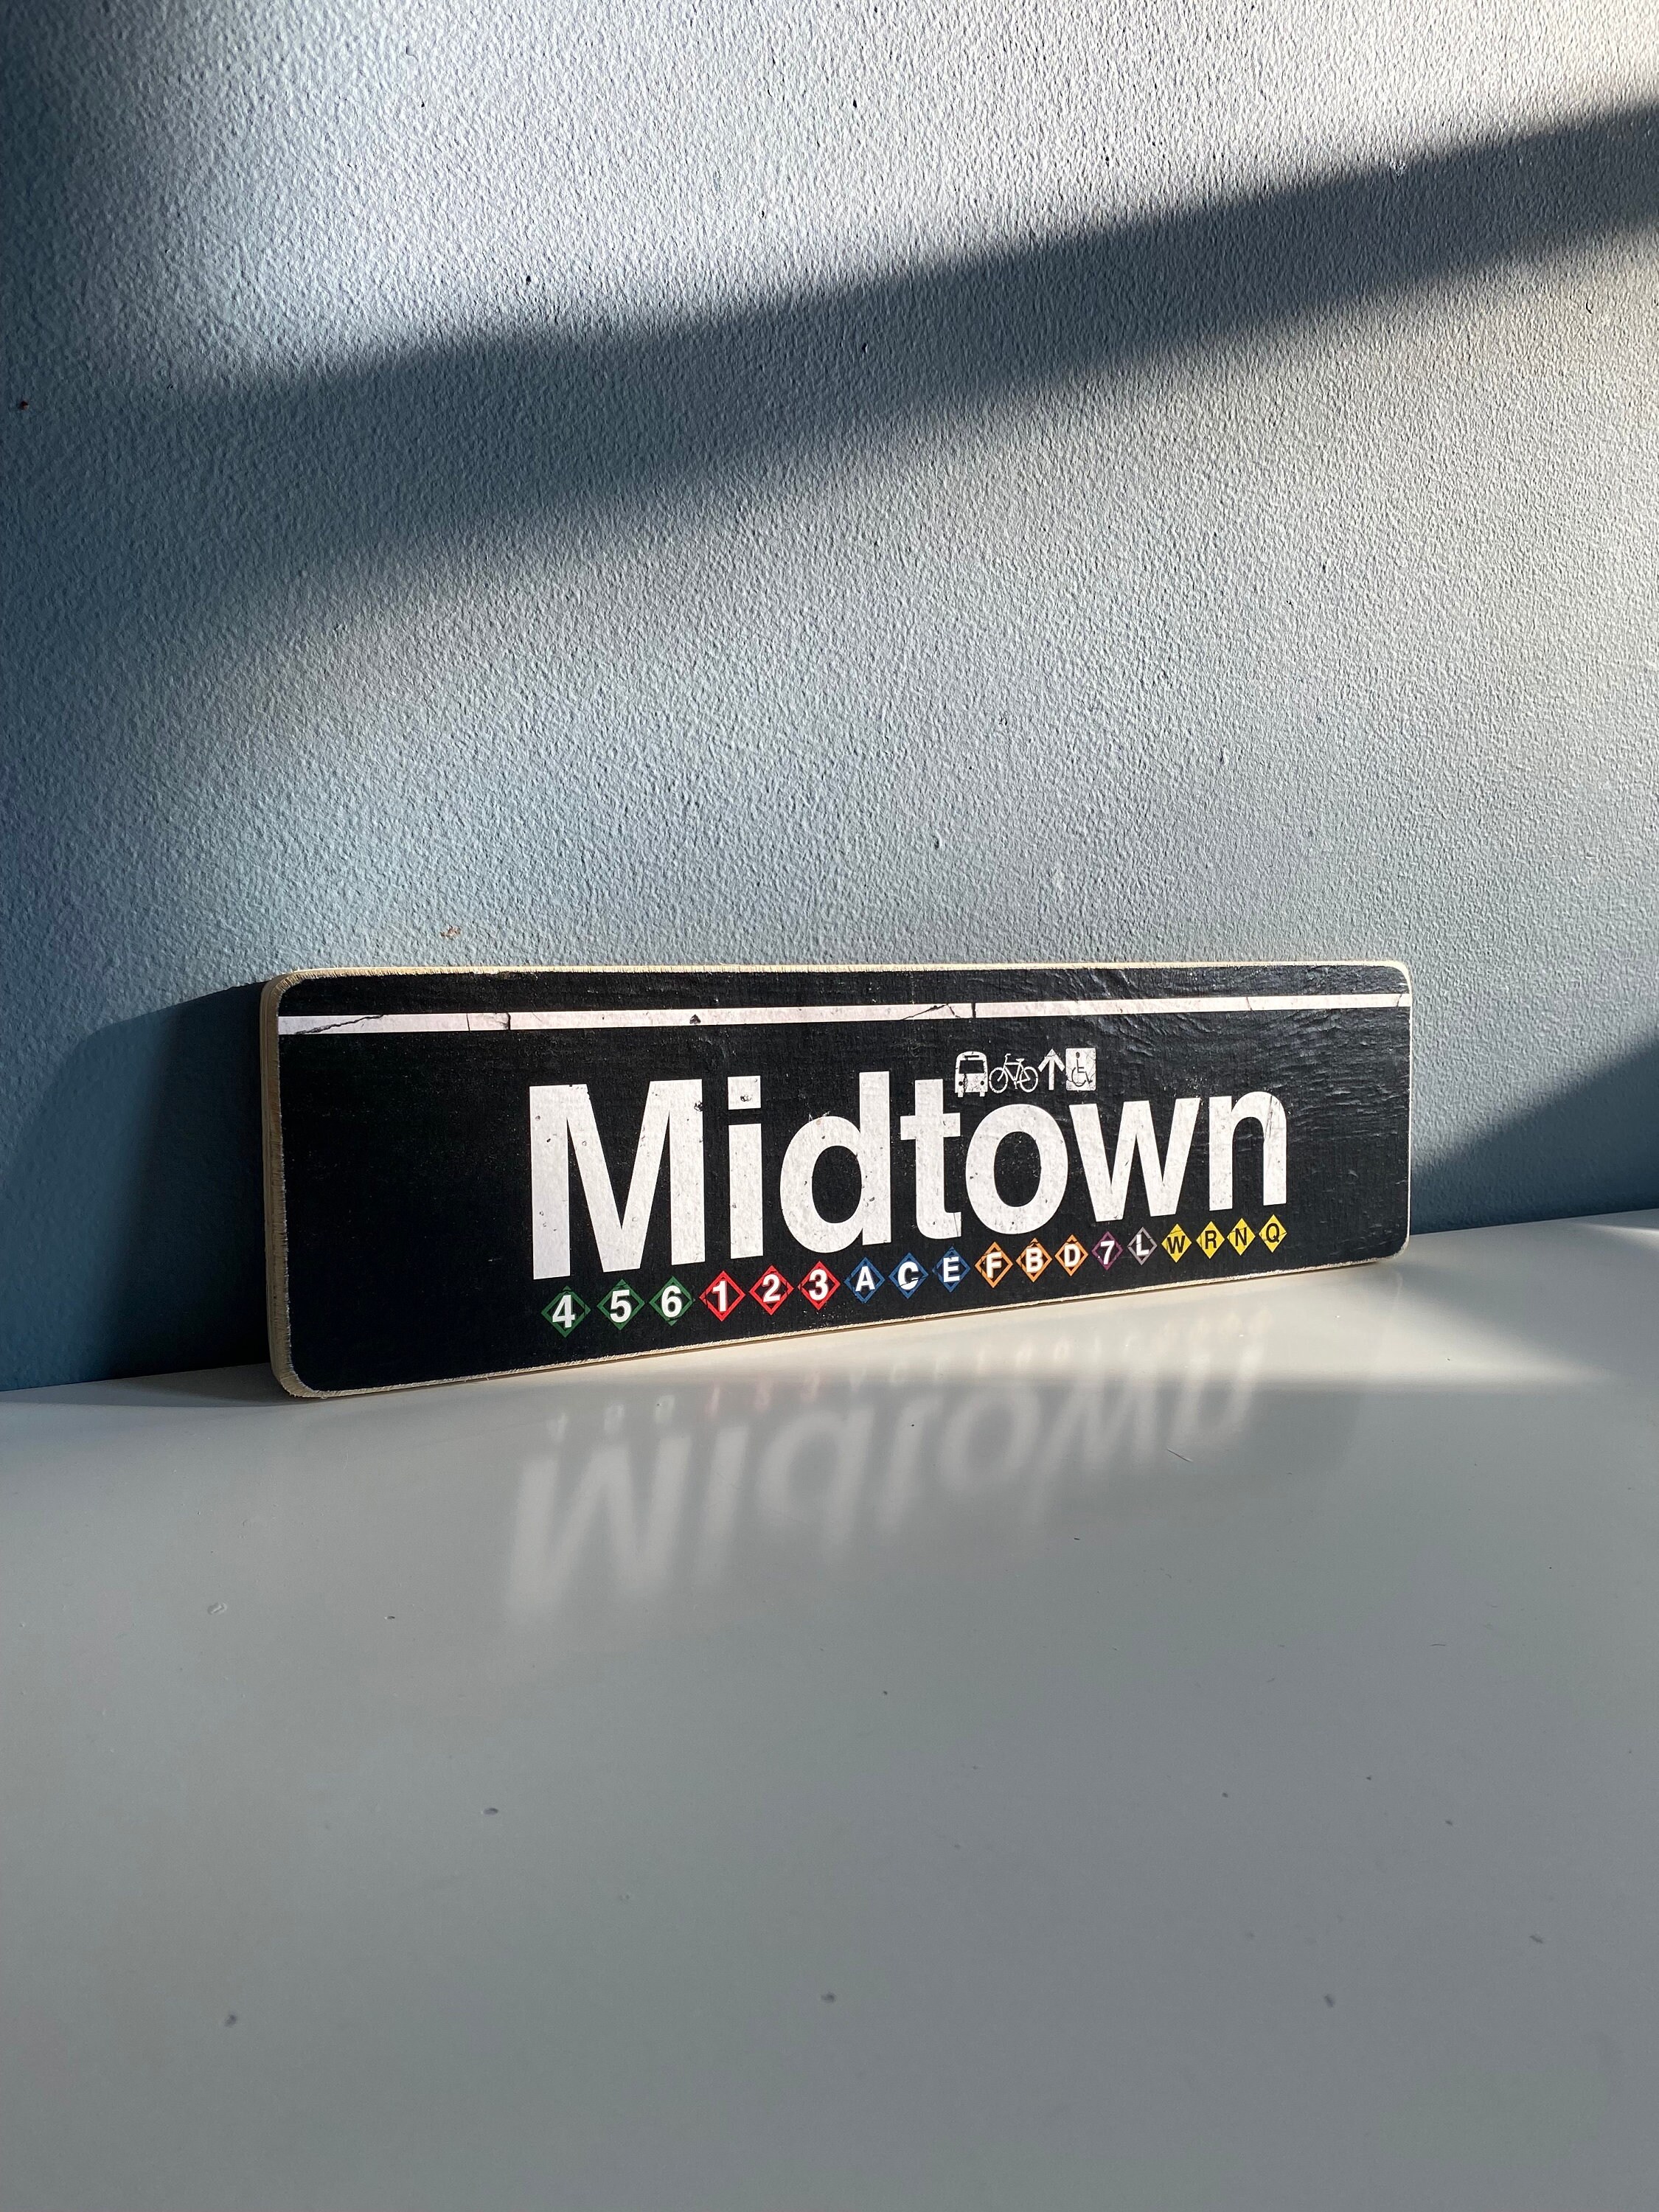 Midtown
4 5 6 1 2 3 A C E F B D 7 L W R N Q